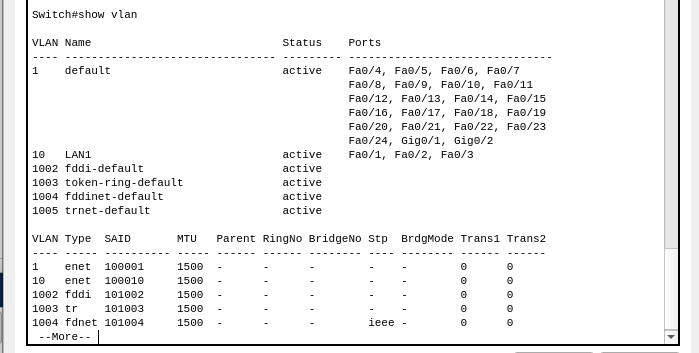 Switch#show vlan
VLAN Name                             Status    Ports
---- -------------------------------- --------- -------------------------------
1    default                          active    Fa0/4, Fa0/5, Fa0/6, Fa0/7
                                                Fa0/8, Fa0/9, Fa0/10, Fa0/11
                                                Fa0/12, Fa0/13, Fa0/14, Fa0/15
                                                Fa0/16, Fa0/17, Fa0/18, Fa0/19
                                                Fa0/20, Fa0/21, Fa0/22, Fa0/23
                                                Fa0/24, Gig0/1, Gig0/2
10   LAN1                             active    Fa0/1, Fa0/2, Fa0/3
1002 fddi-default                     active
1003 token-ring-default               active
1004 fddinet-default                  active
1005 trnet-default                    active
VLAN Type  SAID       MTU   Parent RingNo BridgeNo Stp  BrdgMode Trans1 Trans2
---- ----- ---------- ----- ------ ------ -------- ---- -------- ------ ------
1    enet  100001     1500  -      -      -        -    -        0      0
10   enet  100010     1500  -      -      -        -    -        0      0
1002 fddi  101002     1500  -      -      -        -    -        0      0
1003 tr    101003     1500  -      -      -        -    -        0      0
1004 fdnet 101004     1500  -      -      -        ieee -        0      0
 --More--